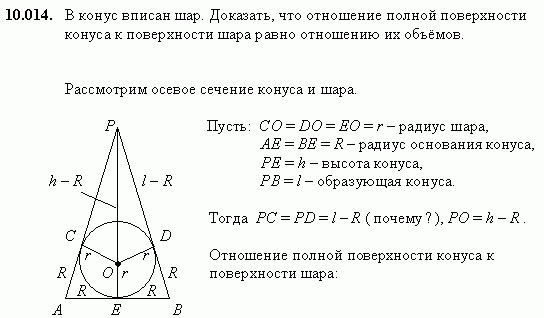 10.014. В конус вписан шар. Доказать, что отношение полной поверхности
конуса к поверхности шара равно отношению их объёмов.
Рассмотрим осевое сечение конуса и шара.
P
h – R
l – R
C
D
r
r
O
r
R
R
R
R
A
E
B
Пусть: CO = DO = EO = r – радиус шара,
AE = BE = R – радиус основания конуса,
PE = h – высота конуса,
PB = l – образующая конуса.
Тогда PC = PD = l – R ( почему ? ), PO = h – R .
Отношение полной поверхности конуса к
поверхности шара: